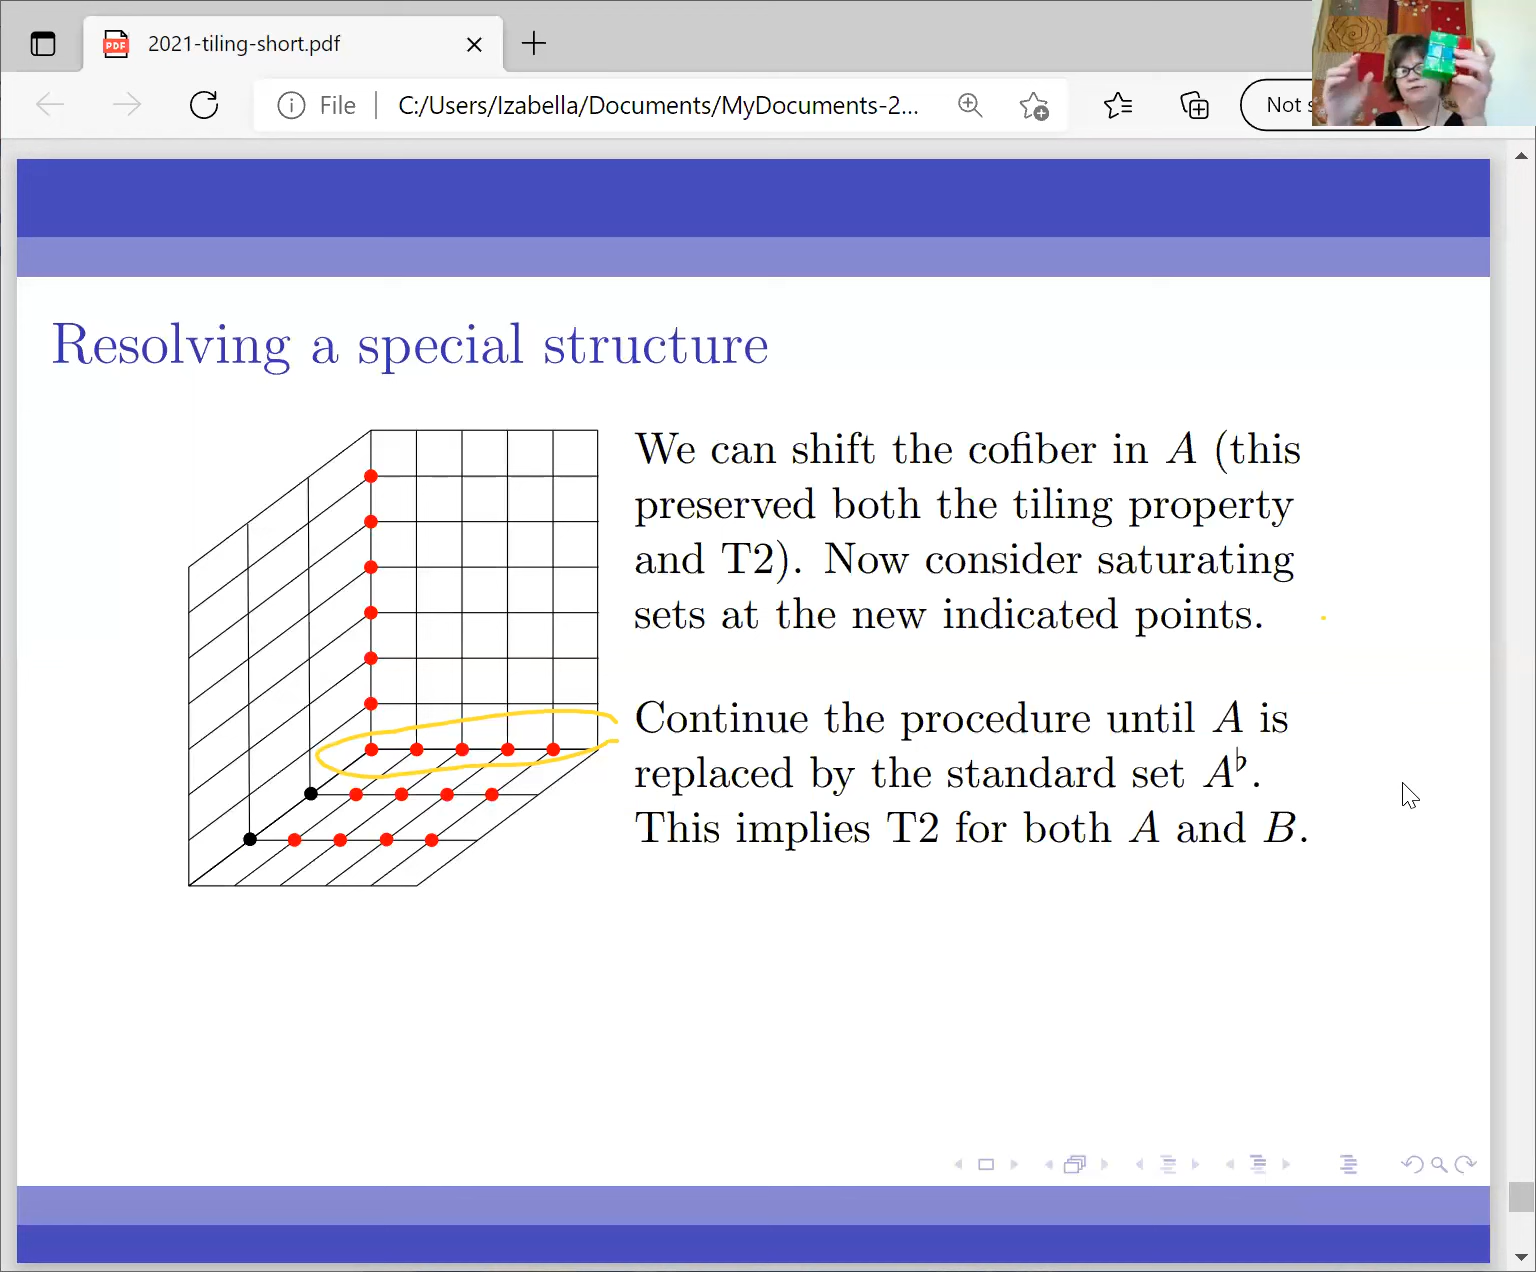 2021-tiling-short.pdf
PDF
File
C:/Users/Izabella/Documents/MyDocuments-2...
Not
Resolving a special structure
We can shift the cofiber in A (this
preserved both the tiling property
and T2). Now consider saturating
sets at the new indicated points.
Continue the procedure until A is
replaced by the standard set A♭.
This implies T2 for both A and B.